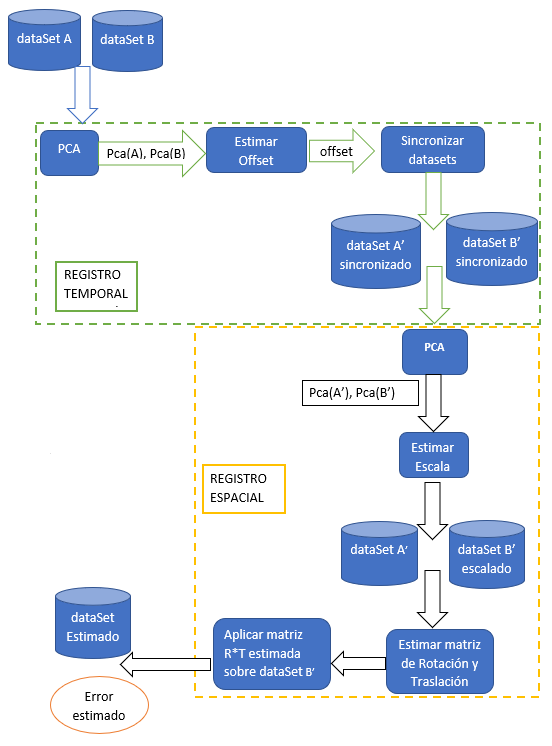 dataSet A
dataSet B
PCA
Pca(A), Pca(B)
Estimar
Offset
offset
Sincronizar
datasets
dataSet A'
sincronizado
dataSet B'
sincronizado
REGISTRO
TEMPORAL
PCA
Pca(A'), Pca(B')
Estimar
Escala
REGISTRO
ESPACIAL
dataSet A'
dataSet B'
escalado
Estimar matriz
de Rotación y
Traslación
Aplicar matriz
R*T estimada
sobre dataSet B'
dataSet
Estimado
Error
estimado